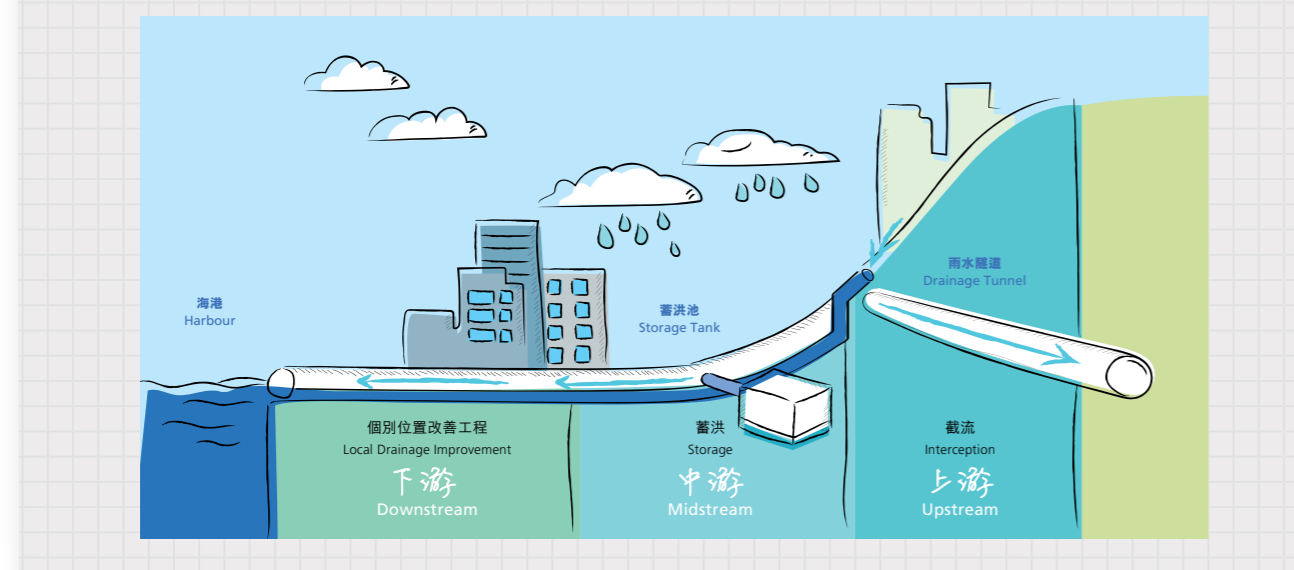 海港
Harbour
蓄洪池
Storage Tank
雨水隧道
Drainage Tunnel
個別位置改善工程
Local Drainage Improvement
下游
Downstream
蓄洪
Storage
中游
Midstream
截流
Interception
上游
Upstream